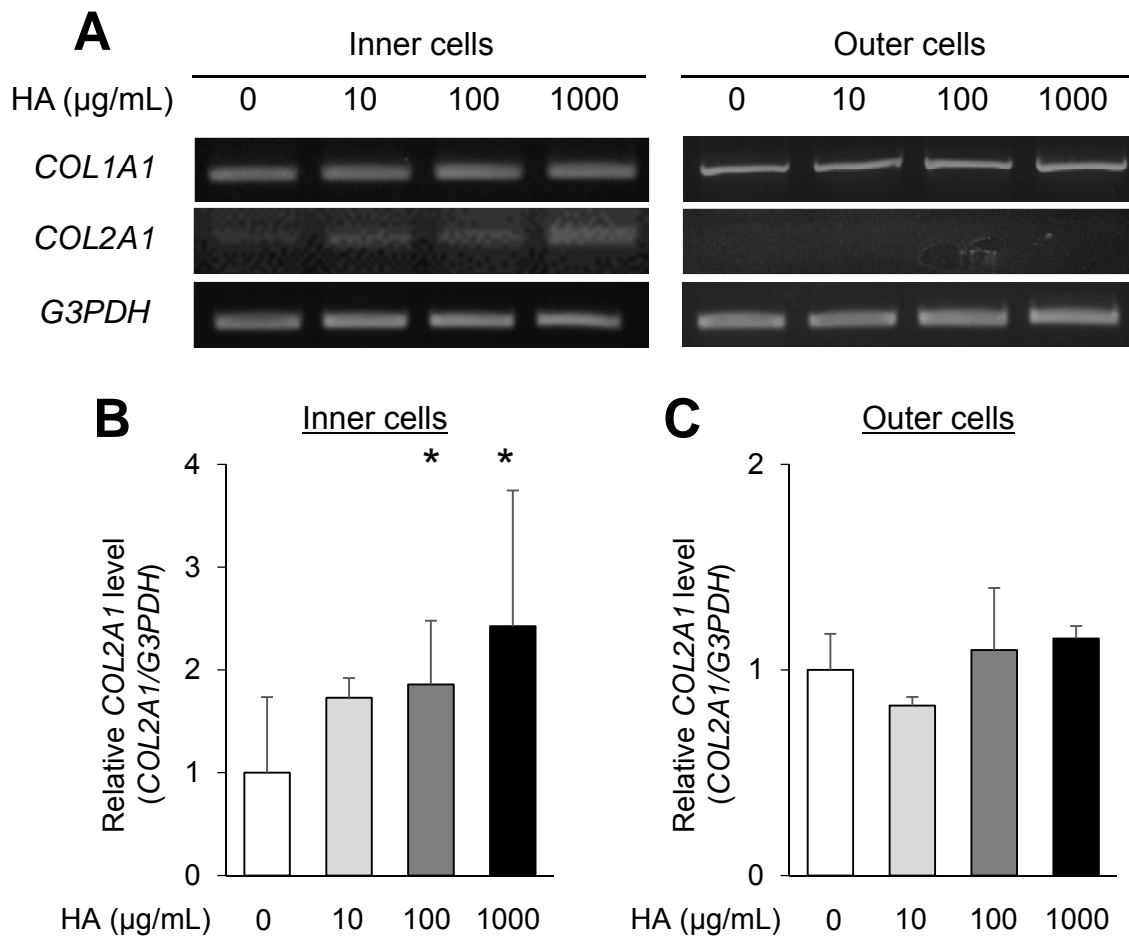 A
Inner cells
Outer cells
HA (µg/mL) 0 10 100 1000 0 10 100 1000
COL1A1
COL2A1
G3PDH
B
Inner cells
Relative COL2A1 level
(COL2A1/G3PDH)
4
3
2
1
0
* *
HA (µg/mL) 0 10 100 1000
C
Outer cells
Relative COL2A1 level
(COL2A1/G3PDH)
2
1
0
HA (µg/mL) 0 10 100 1000